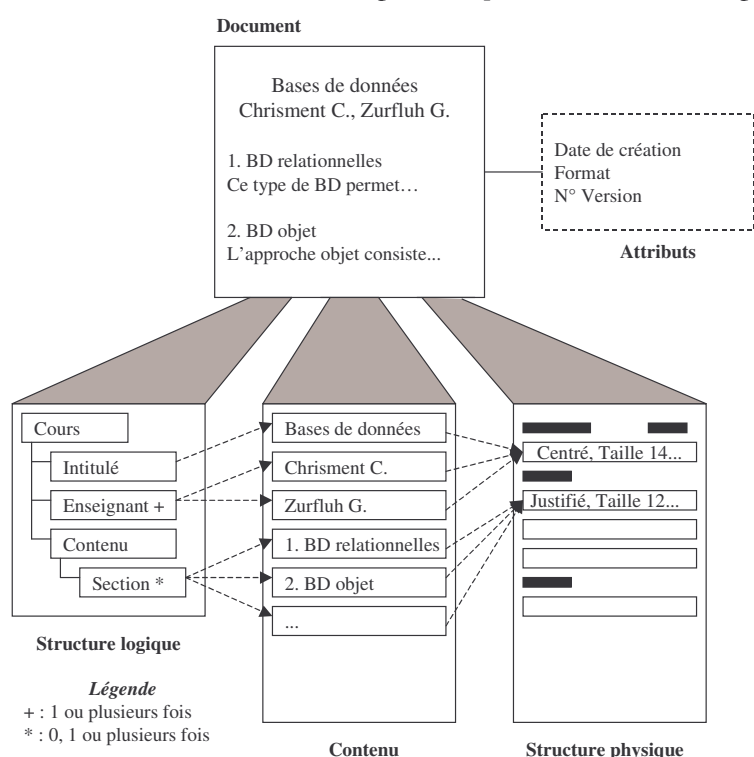 Document
Bases de données
Chrisment C., Zurfluh G.
1. BD relationnelles
Ce type de BD permet…
2. BD objet
L'approche objet consiste...
Date de création
Format
N° Version
Attributs
Cours
Intitulé
Enseignant +
Contenu
Section *
Structure logique
Légende
+ : 1 ou plusieurs fois
* : 0, 1 ou plusieurs fois
Bases de données
Chrisment C.
Zurfluh G.
1. BD relationnelles
2. BD objet
...
Contenu
Centré, Taille 14...
Justifié, Taille 12...
Structure physique